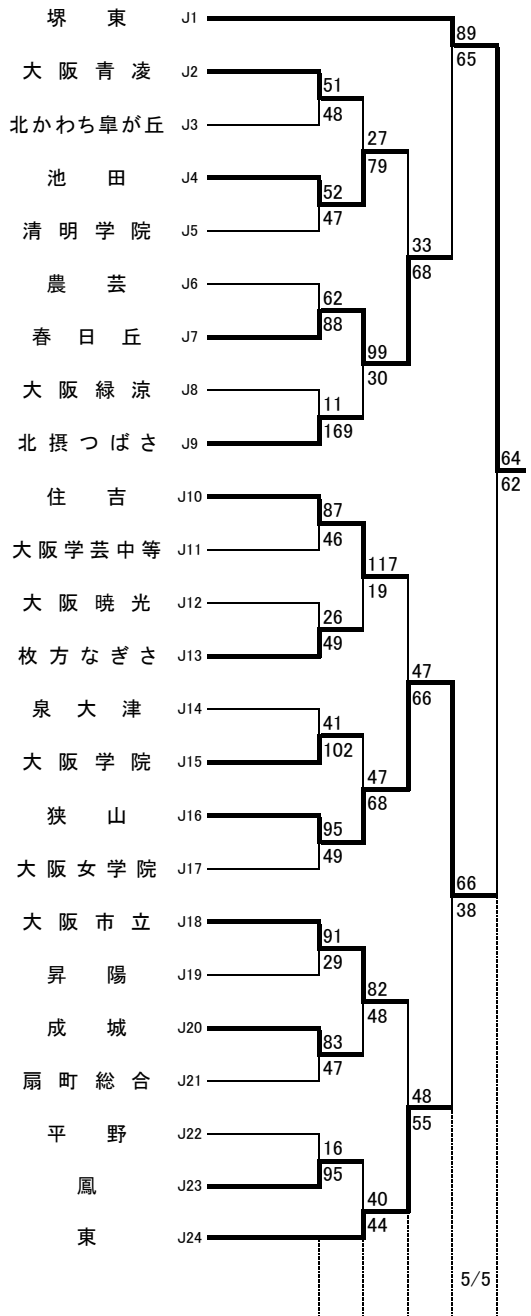 堺東 J1
89
65
大阪青凌 J2
51
48
北かわち皐が丘 J3
27
79
池田 J4
52
47
清明学院 J5
33
68
農芸 J6
62
88
春日丘 J7
99
30
大阪緑涼 J8
11
169
北摂つばさ J9
64
62
住吉 J10
87
46
大阪学芸中等 J11
117
19
大阪暁光 J12
26
49
枚方なぎさ J13
47
66
泉大津 J14
41
102
大阪学院 J15
47
68
狭山 J16
95
49
大阪女学院 J17
66
38
大阪市立 J18
91
29
昇陽 J19
82
48
成城 J20
83
47
扇町総合 J21
48
55
平野 J22
16
95
鳳 J23
40
44
東 J24
5/5